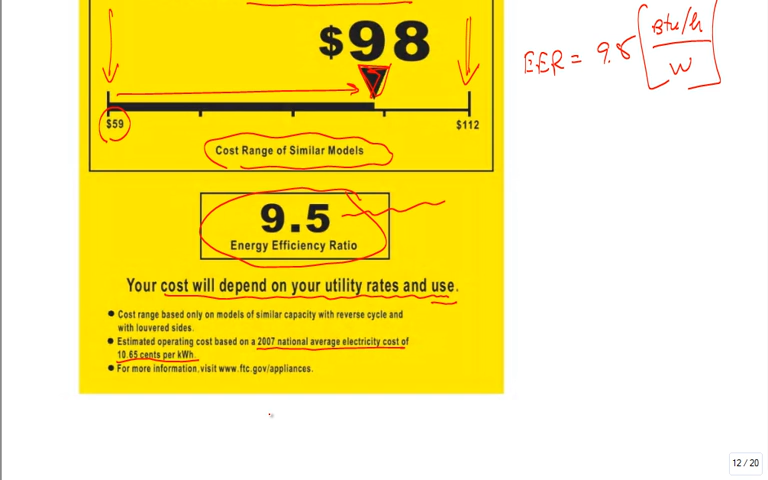 $98
$59
$112
Cost Range of Similar Models
9.5
Energy Efficiency Ratio
Your cost will depend on your utility rates and use.
● Cost range based only on models of similar capacity with reverse cycle and
with louvered sides.
● Estimated operating cost based on a 2007 national average electricity cost of
10.65 cents per kWh.
● For more information, visit www.ftc.gov/appliances.
EER = 9.5 [Btu/h
W]
12 / 20